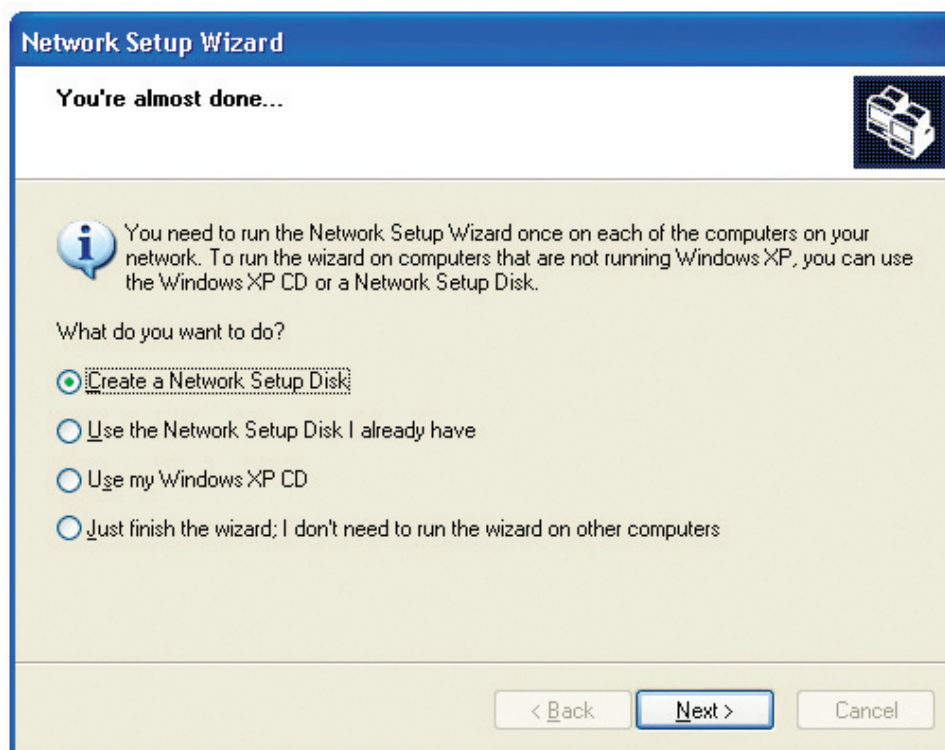 Network Setup Wizard
You're almost done...
You need to run the Network Setup Wizard once on each of the computers on your
network. To run the wizard on computers that are not running Windows XP, you can use
the Windows XP CD or a Network Setup Disk.
What do you want to do?
Create a Network Setup Disk
Use the Network Setup Disk I already have
Use my Windows XP CD
Just finish the wizard; I don't need to run the wizard on other computers
< Back
Next >
Cancel